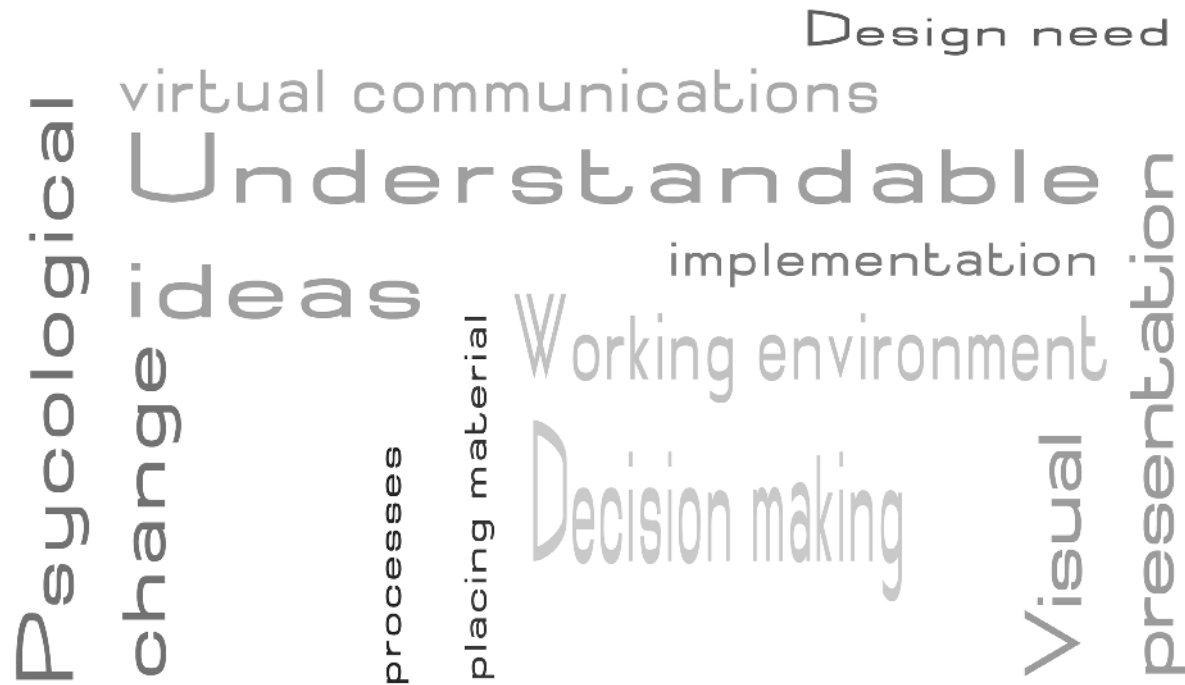 Design need
virtual communications
Understandable
implementation
ideas
Working environment
Decision making
Psycological
change
processes
placing material
Visual
presentation